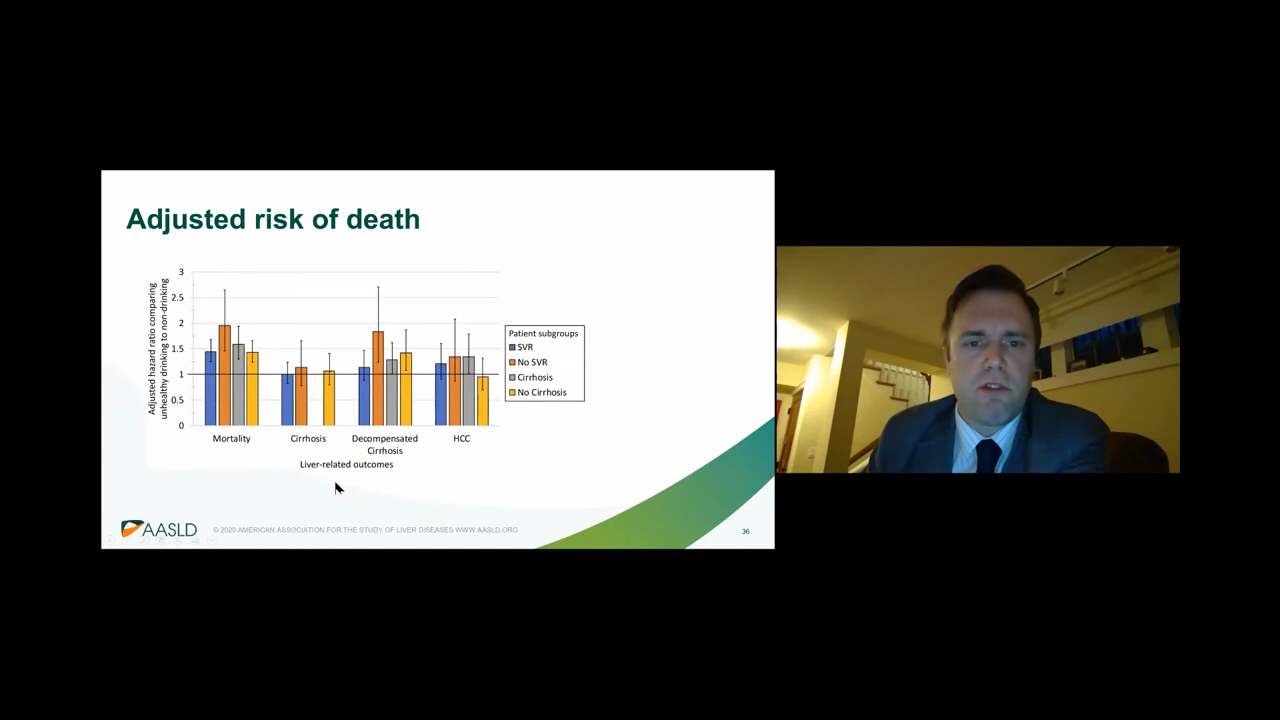 Adjusted risk of death
Adjusted hazard ratio comparing
unhealthy drinking to non-drinking
3
2.5
2
1.5
1
0.5
0
Mortality
Cirrhosis
Decompensated
Cirrhosis
HCC
Liver-related outcomes
Patient subgroups
SVR
No SVR
Cirrhosis
No Cirrhosis
AASLD
© 2020 AMERICAN ASSOCIATION FOR THE STUDY OF LIVER DISEASES WWW.AASLD.ORG
36